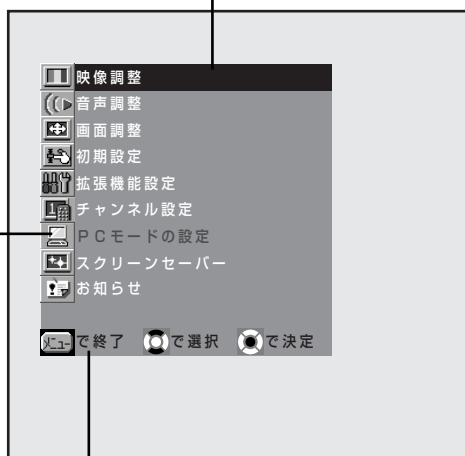 映像調整
音声調整
画面調整
初期設定
拡張機能設定
チャンネル設定
PCモードの設定
スクリーンセーバー
お知らせ
メニューで終了 で選択 で決定